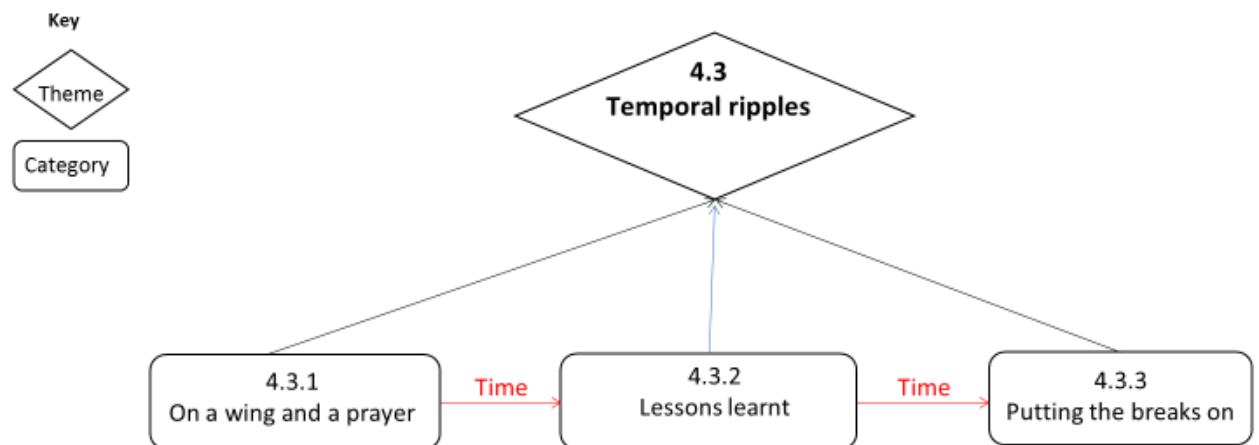 Key
Theme
Category
4.3
Temporal ripples
4.3.1
On a wing and a prayer
Time
4.3.2
Lessons learnt
Time
4.3.3
Putting the breaks on